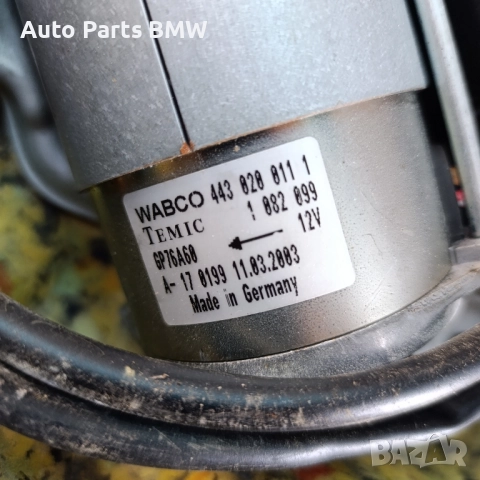 Auto Parts BMW
WABCO 443 020 011 1
TEMIC 1 082 099
GP76A60 12V
A- 17 0199 11.03.2003
Made in Germany
BAZAR